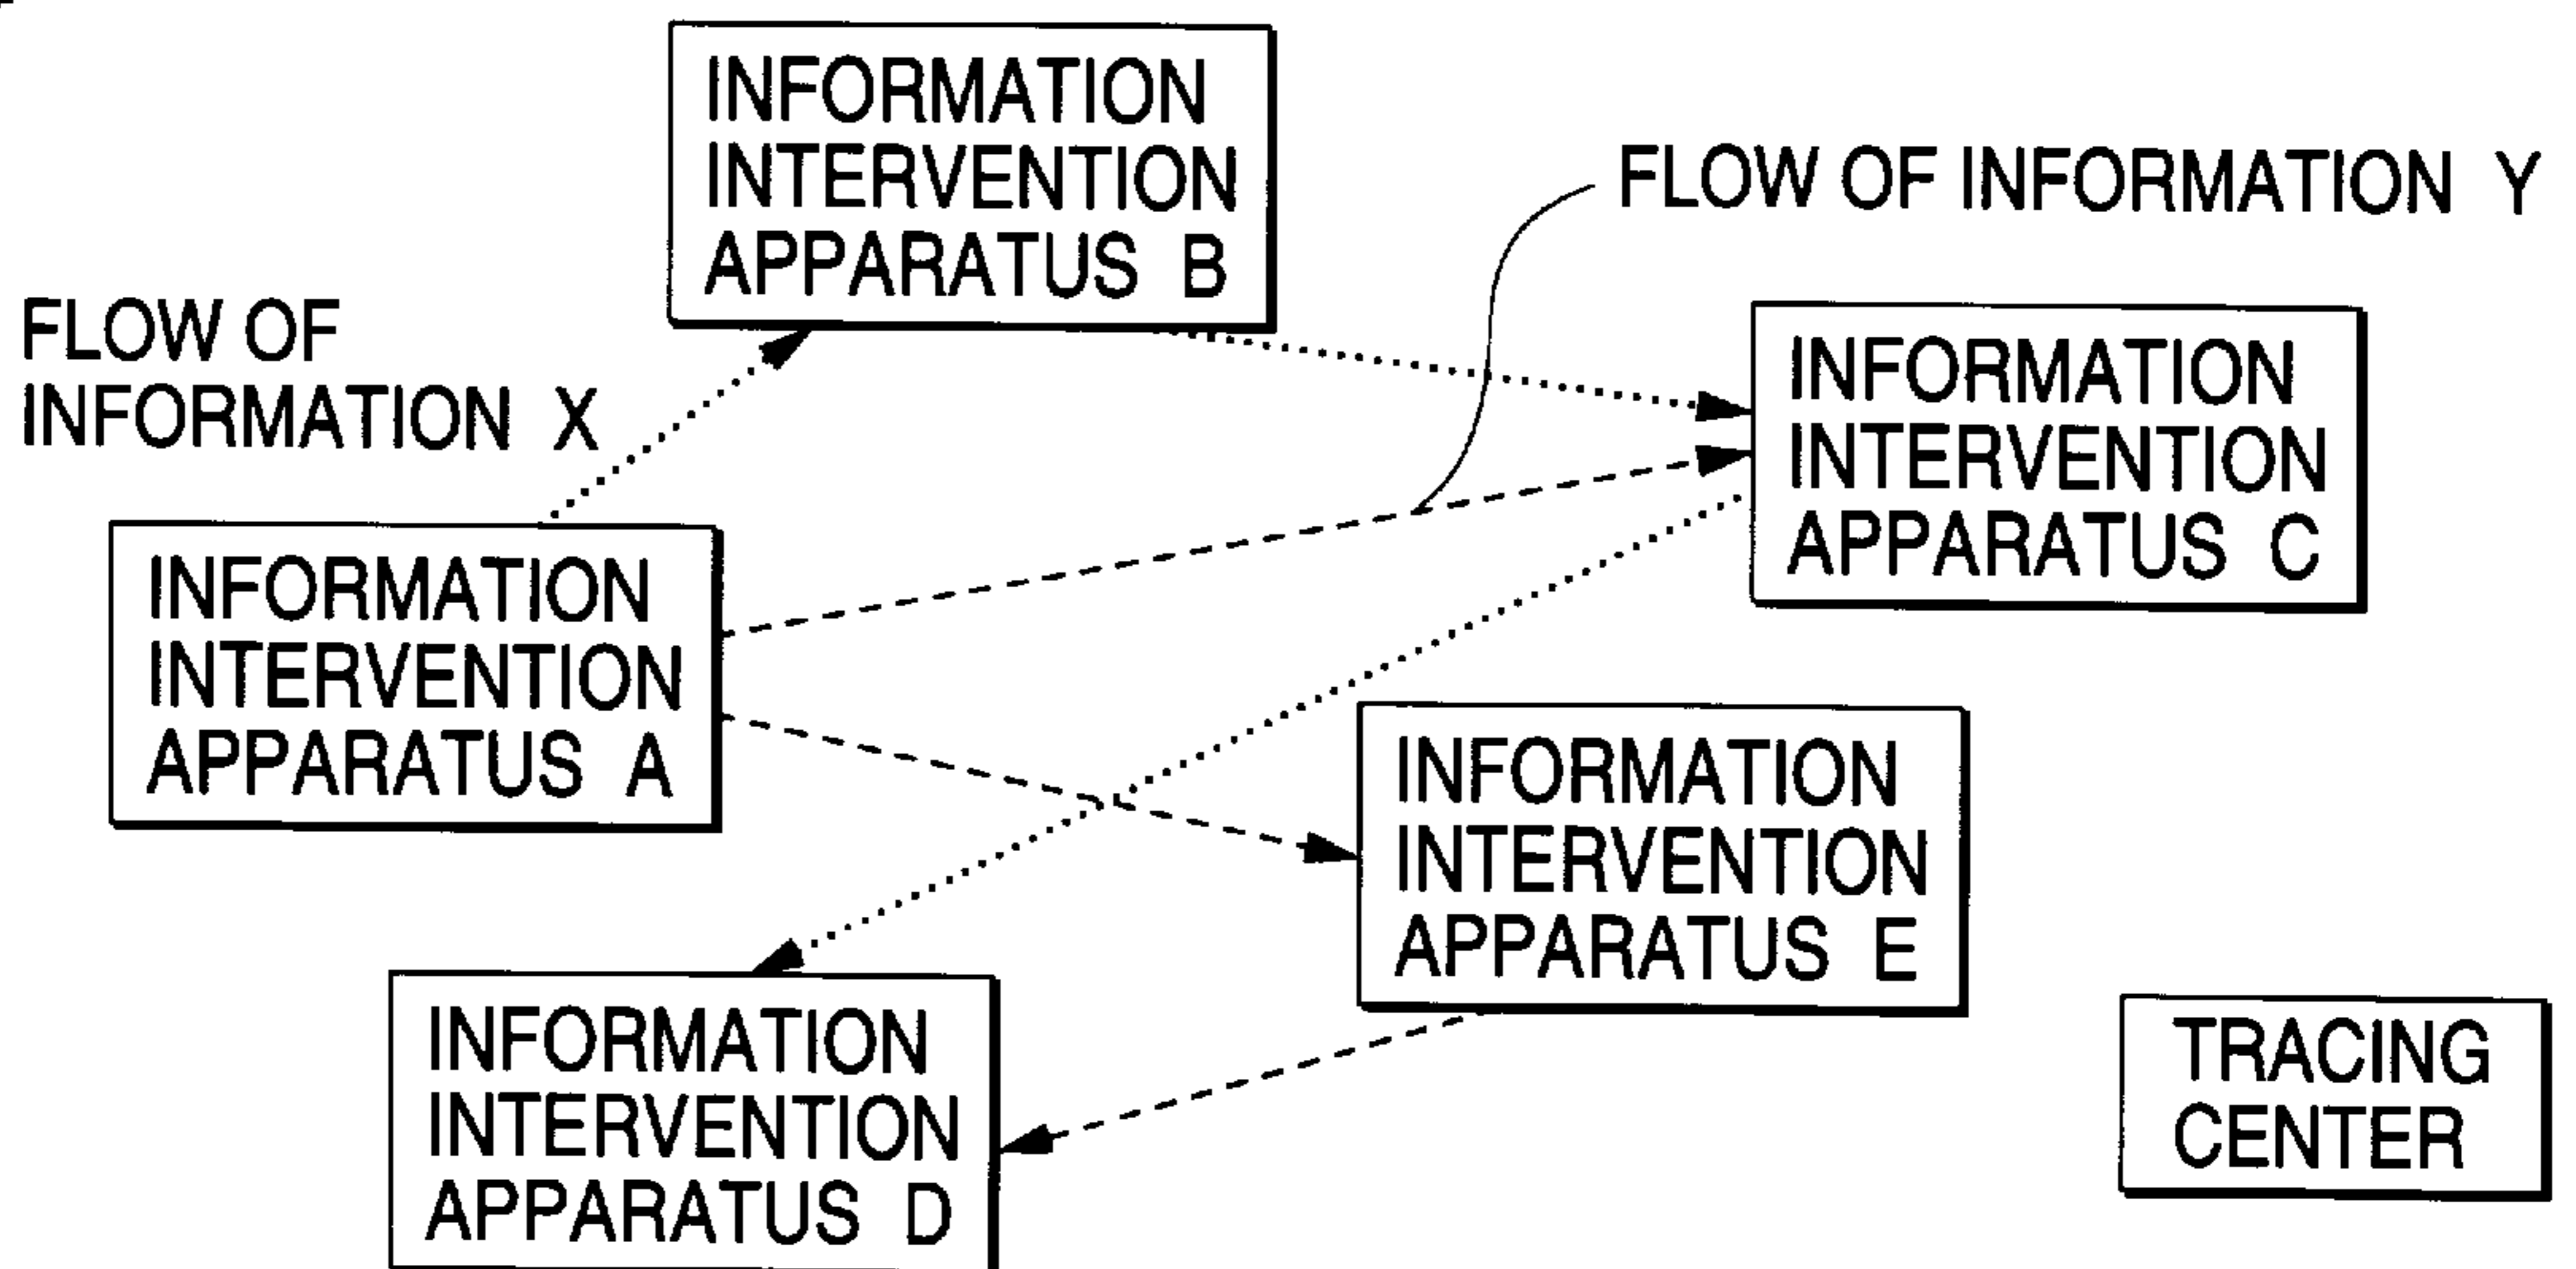 INFORMATION
INTERVENTION
APPARATUS B
FLOW OF INFORMATION Y
FLOW OF
INFORMATION X
INFORMATION
INTERVENTION
APPARATUS C
INFORMATION
INTERVENTION
APPARATUS A
INFORMATION
INTERVENTION
APPARATUS E
INFORMATION
INTERVENTION
APPARATUS D
TRACING
CENTER